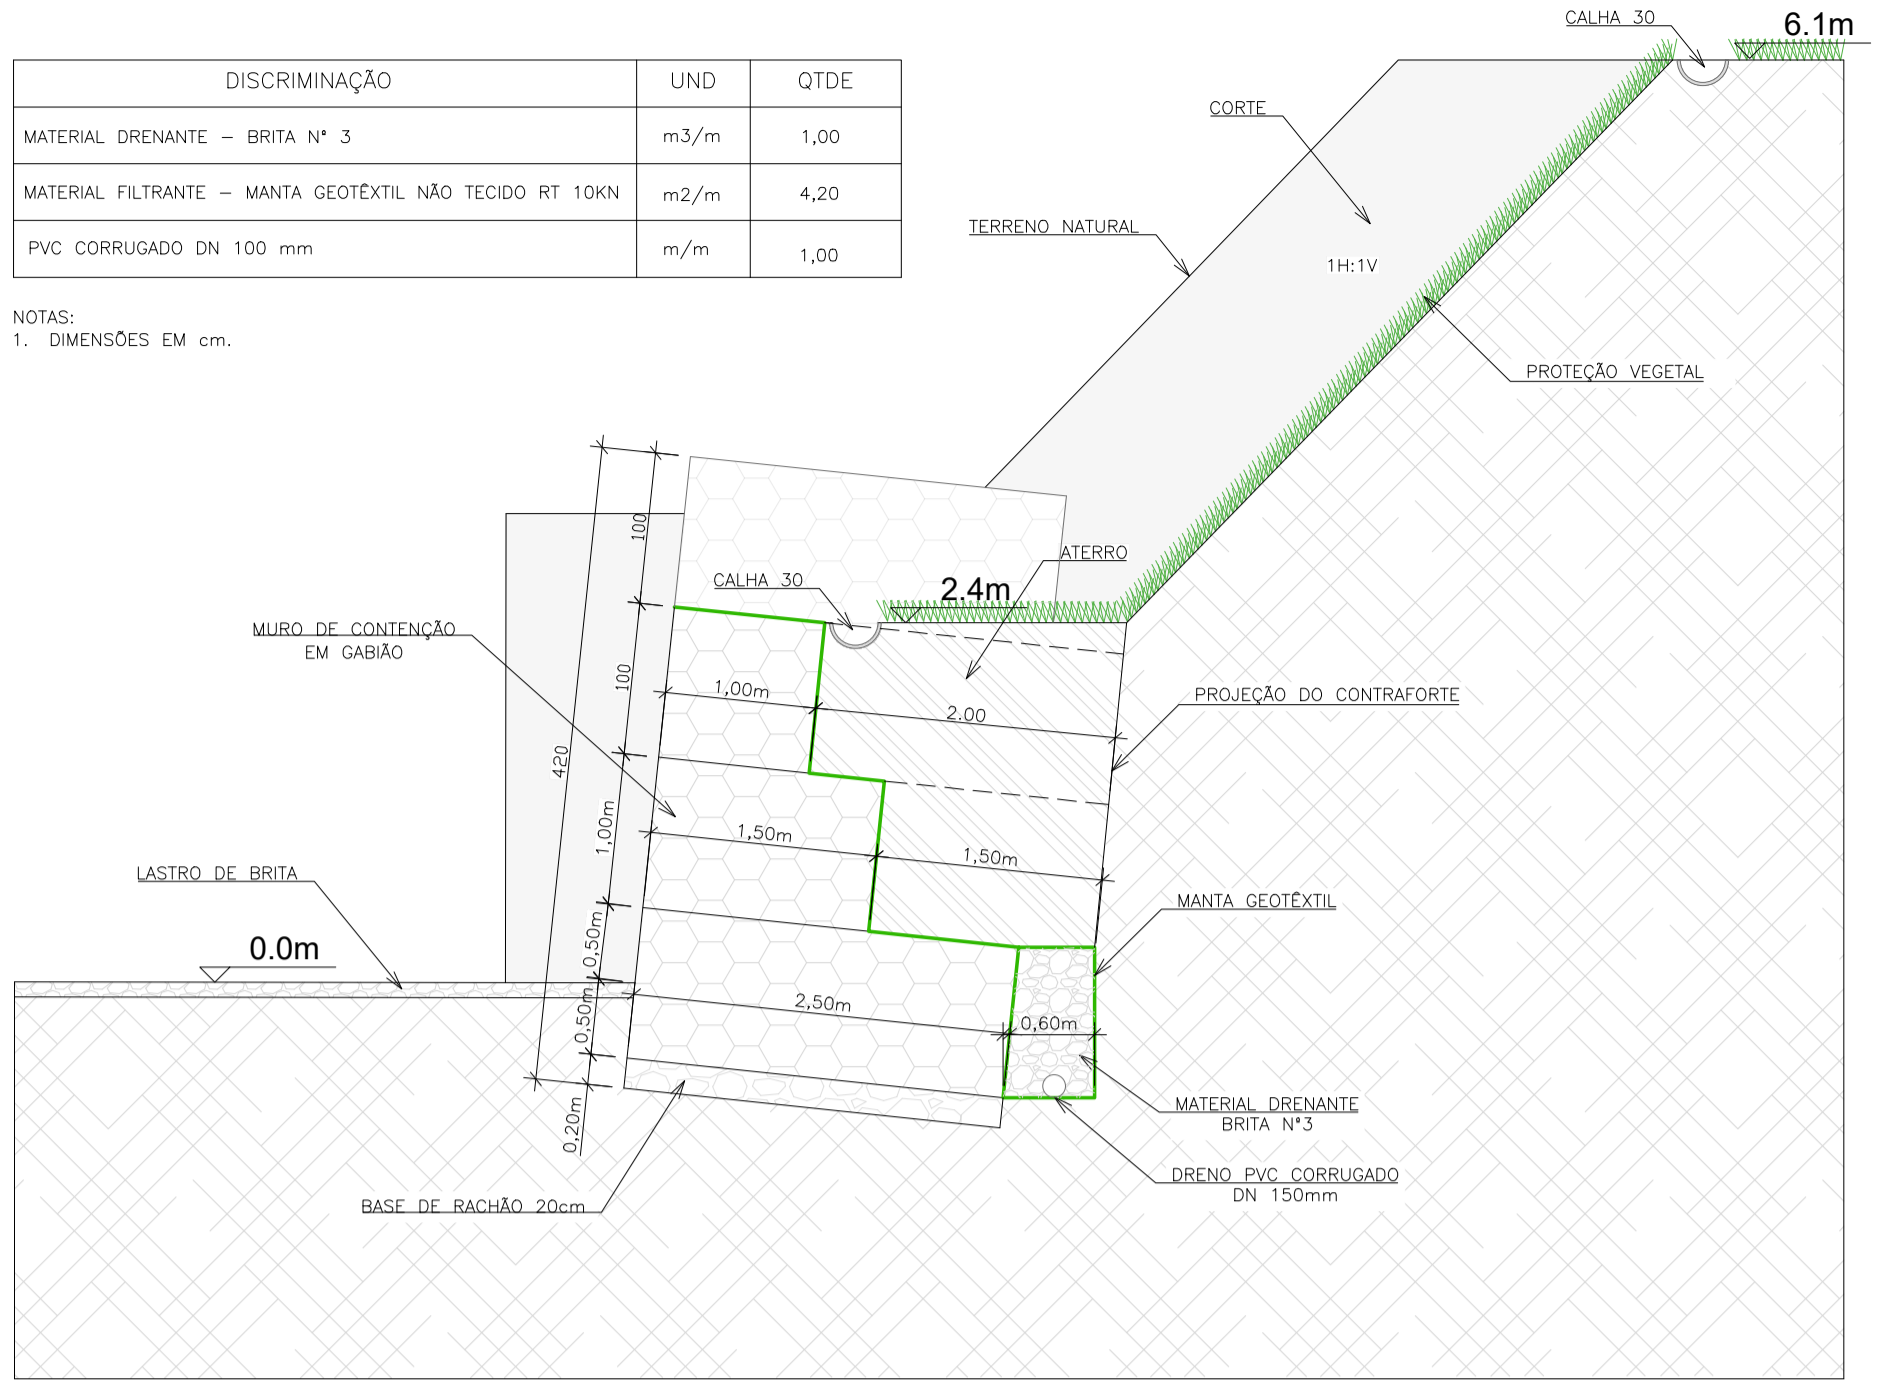 DISCRIMINAÇÃO UND QTDE
MATERIAL DRENANTE – BRITA N° 3 m3/m 1,00
MATERIAL FILTRANTE – MANTA GEOTÊXTIL NÃO TECIDO RT 10KN m2/m 4,20
PVC CORRUGADO DN 100 mm m/m 1,00
NOTAS:
1. DIMENSÕES EM cm.
CALHA 30
6.1m
CORTE
TERRENO NATURAL
1H:1V
PROTEÇÃO VEGETAL
100
ATERRO
CALHA 30
2.4m
MURO DE CONTENÇÃO
EM GABIÃO
100
1,00m
2.00
PROJEÇÃO DO CONTRAFORTE
420
1,00m
1,50m
1,50m
LASTRO DE BRITA
MANTA GEOTÊXTIL
0.0m
0,50m
0,50m
2,50m
0,60m
MATERIAL DRENANTE
BRITA N°3
0,20m
DRENO PVC CORRUGADO
DN 150mm
BASE DE RACHÃO 20cm